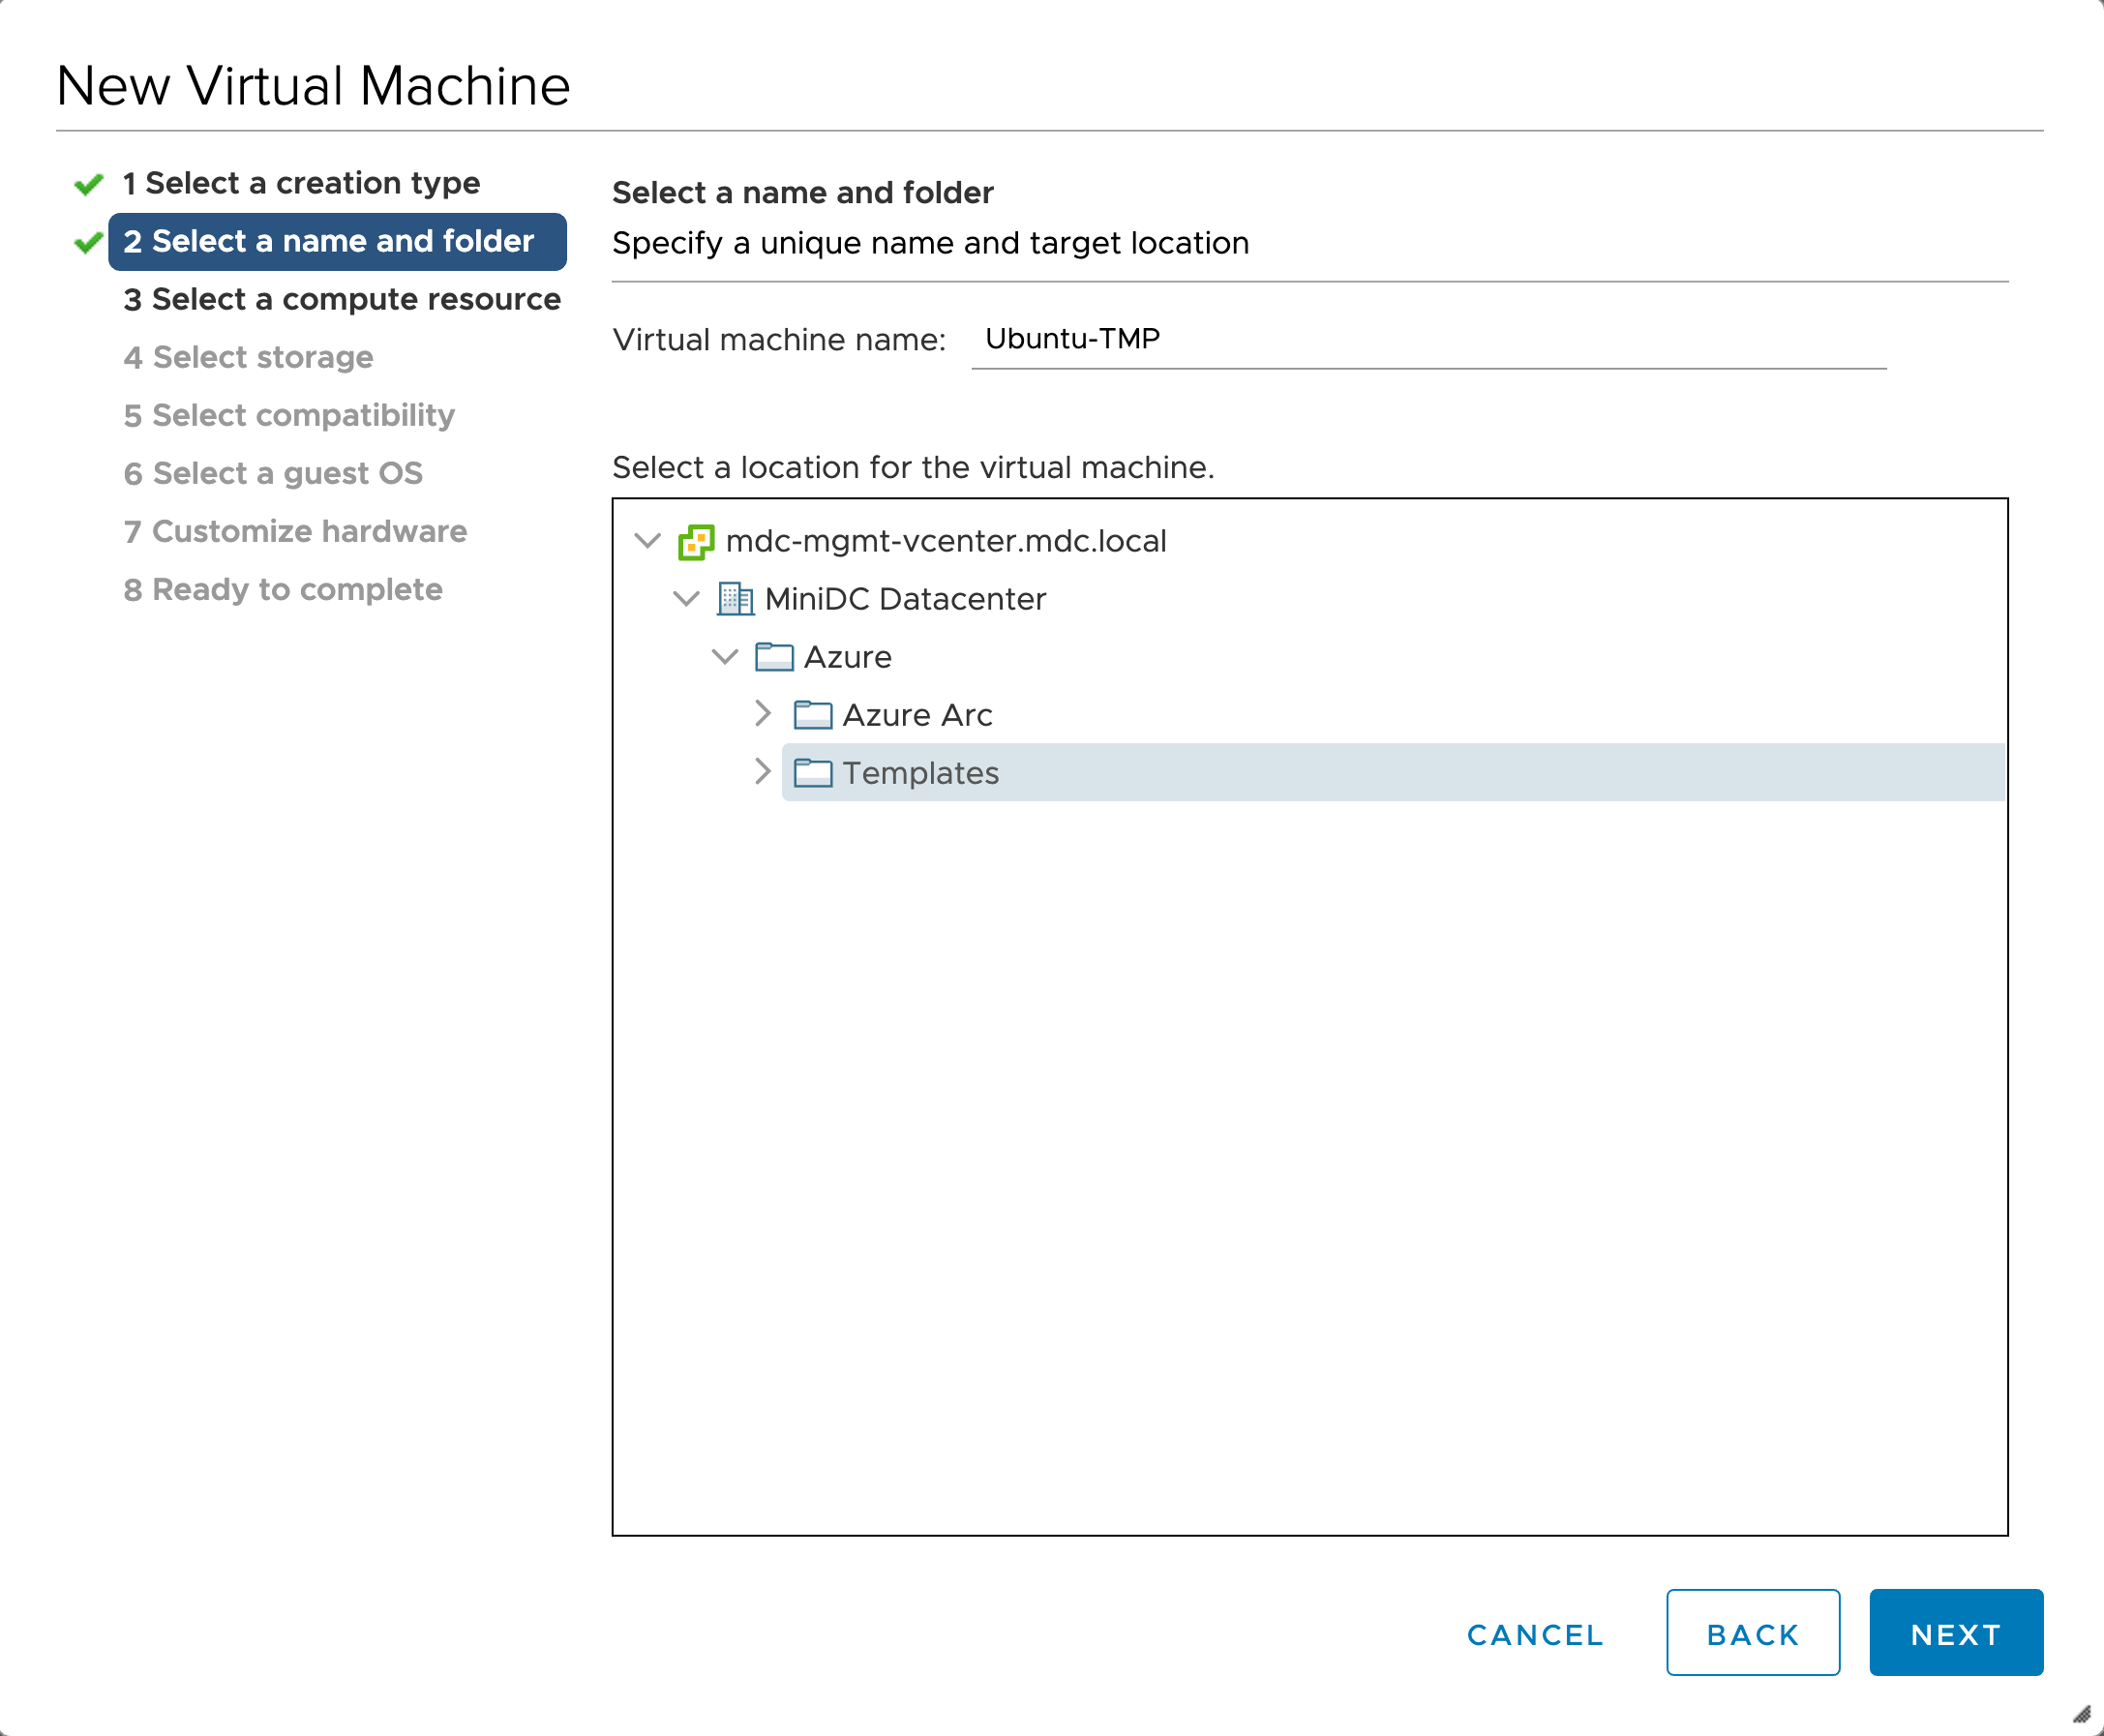 New Virtual Machine
1 Select a creation type
2 Select a name and folder
3 Select a compute resource
4 Select storage
5 Select compatibility
6 Select a guest OS
7 Customize hardware
8 Ready to complete
Select a name and folder
Specify a unique name and target location
Virtual machine name: Ubuntu-TMP
Select a location for the virtual machine.
mdc-mgmt-vcenter.mdc.local
MiniDC Datacenter
Azure
Azure Arc
Templates
CANCEL BACK NEXT